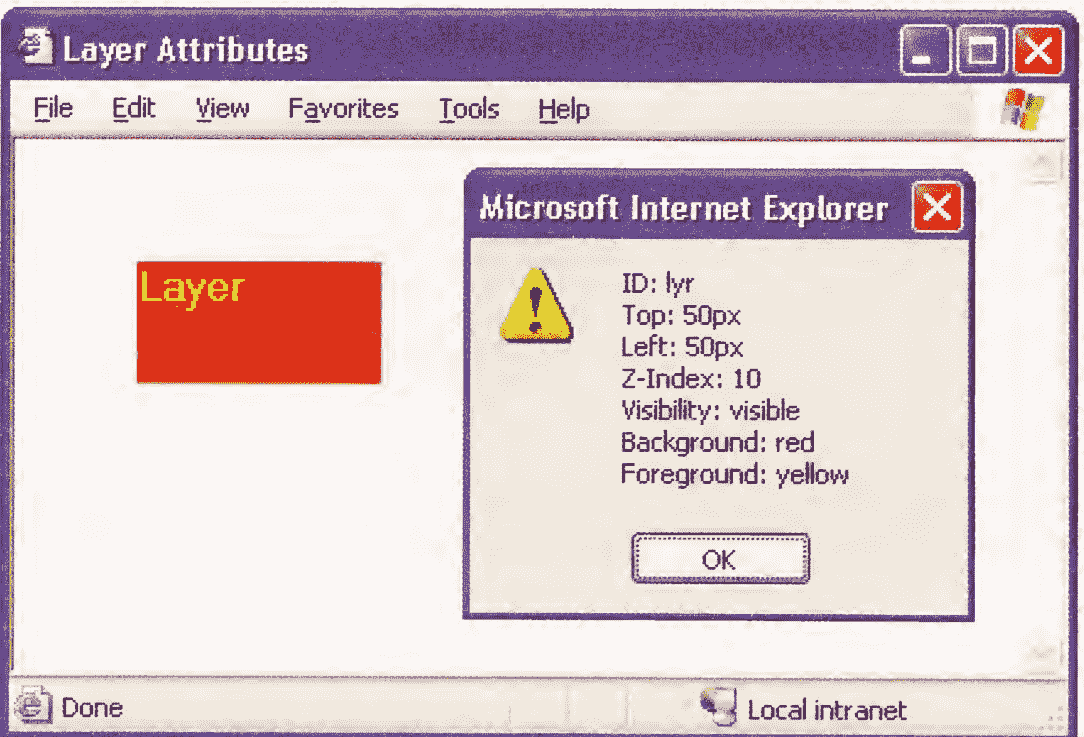 Layer Attributes
File Edit View Favorites Tools Help
Layer
Microsoft Internet Explorer
ID: lyr
Top: 50px
Left: 50px
Z-Index: 10
Visibility: visible
Background: red
Foreground: yellow
OK
Done
Local intranet